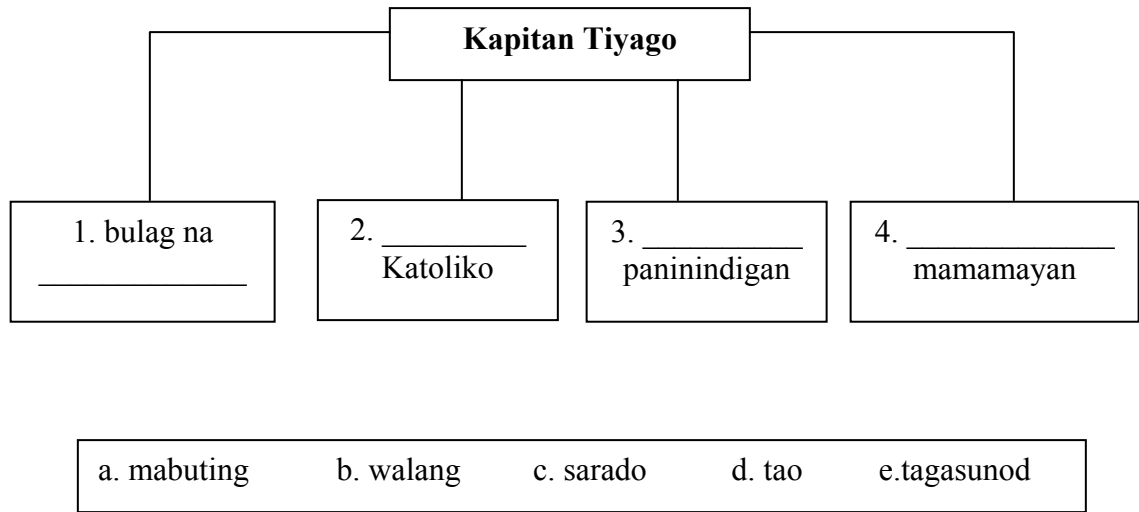 Kapitan Tiyago
1. bulag na
_____________
2. _________
Katoliko
3. __________
paninindigan
4. _____________
mamamayan
a. mabuting b. walang c. sarado d. tao e.tagasunod